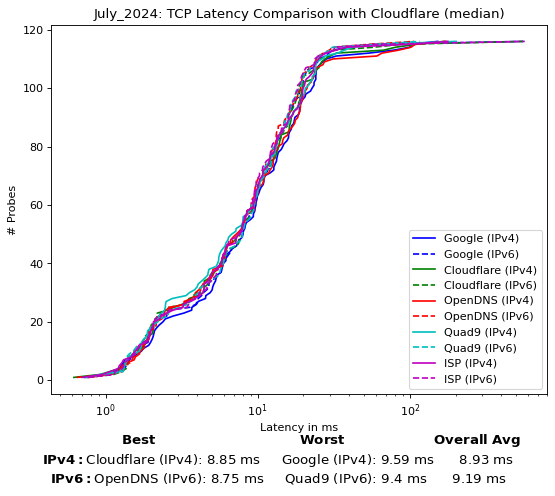 July_2024: TCP Latency Comparison with Cloudflare (median)
120
100
80
60
40
20
0
# Probes
Google (IPv4)
Google (IPv6)
Cloudflare (IPv4)
Cloudflare (IPv6)
OpenDNS (IPv4)
OpenDNS (IPv6)
Quad9 (IPv4)
Quad9 (IPv6)
ISP (IPv4)
ISP (IPv6)
10⁰ 10¹ 10²
Latency in ms
Best Worst Overall Avg
IPv4: Cloudflare (IPv4): 8.85 ms Google (IPv4): 9.59 ms 8.93 ms
IPv6: OpenDNS (IPv6): 8.75 ms Quad9 (IPv6): 9.4 ms 9.19 ms